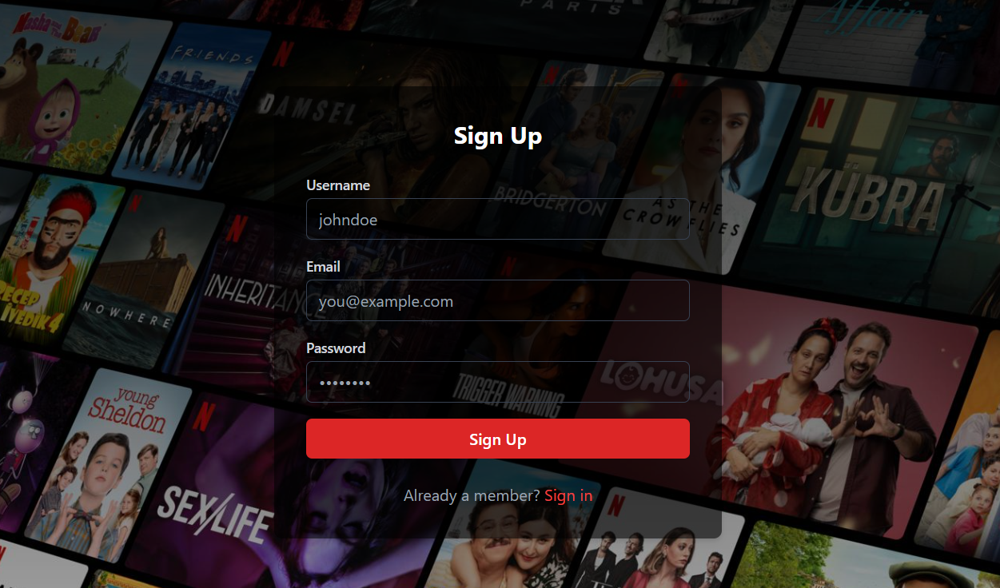 PARIS
Affair
Masha and the Bear
FRIENDS
N
DAMSEL
N
N
KÜBRA
Sign Up
Username
johndoe
BRIDGERTON
AS THE
CROW FLIES
N
N
N
Email
you@example.com
INHERITANCE
RECEP
İVEDİK 4
NOWHERE
Password
••••••••
TRIGGER WARNING
LOHUSA
young
Sheldon
N
Sign Up
SEX/LIFE
Already a member? Sign in
N
N